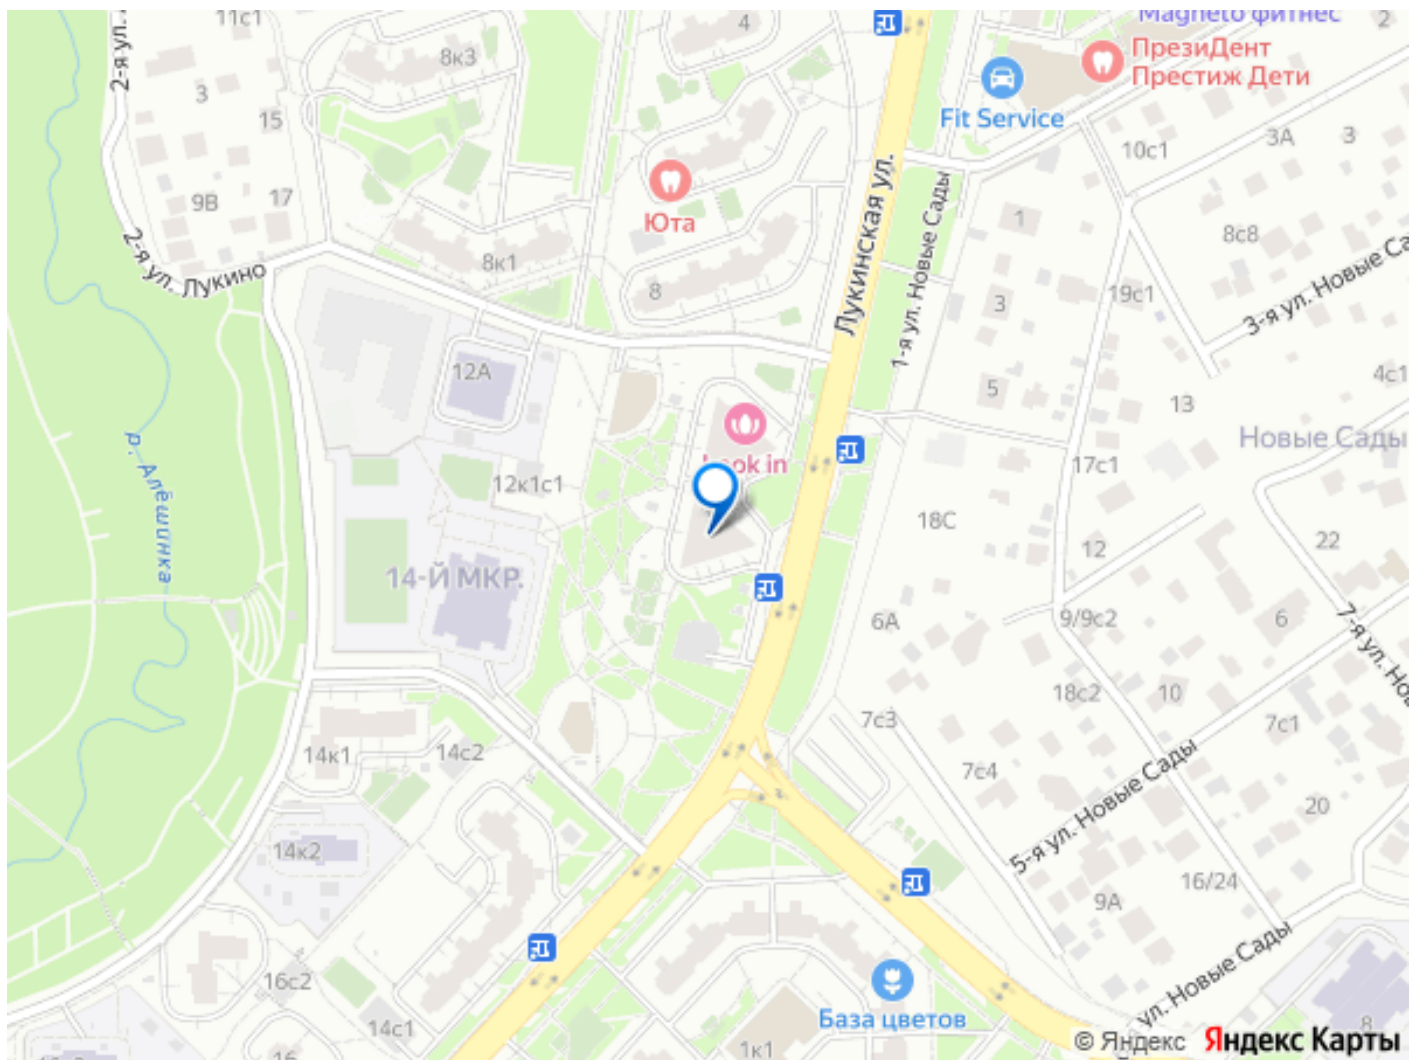 11с1
2-я ул.
4
Magneto фитнес
2
8к3
ПрезиДент
Престиж Дети
3
15
Fit Service
10с1
3А
3
9В
17
Юта
1
8с8
2-я ул. Лукино
8к1
8
Лукинская ул.
1-я ул. Новые Сады
3
19с1
3-я ул. Новые Са
12А
5
13
4с1
р. Алёшинка
Look in
Новые Сады
17с1
12к1с1
18С
12
22
14-Й МКР.
6А
9/9с2
6
7-я ул. Нов
18с2
10
7с3
7с1
14к1
14с2
7с4
5-я ул. Новые Сады
20
14к2
16/24
9А
16с2
База цветов
ул. Новые Сады
14с1
16
1к1
8
© Яндекс Яндекс Карты